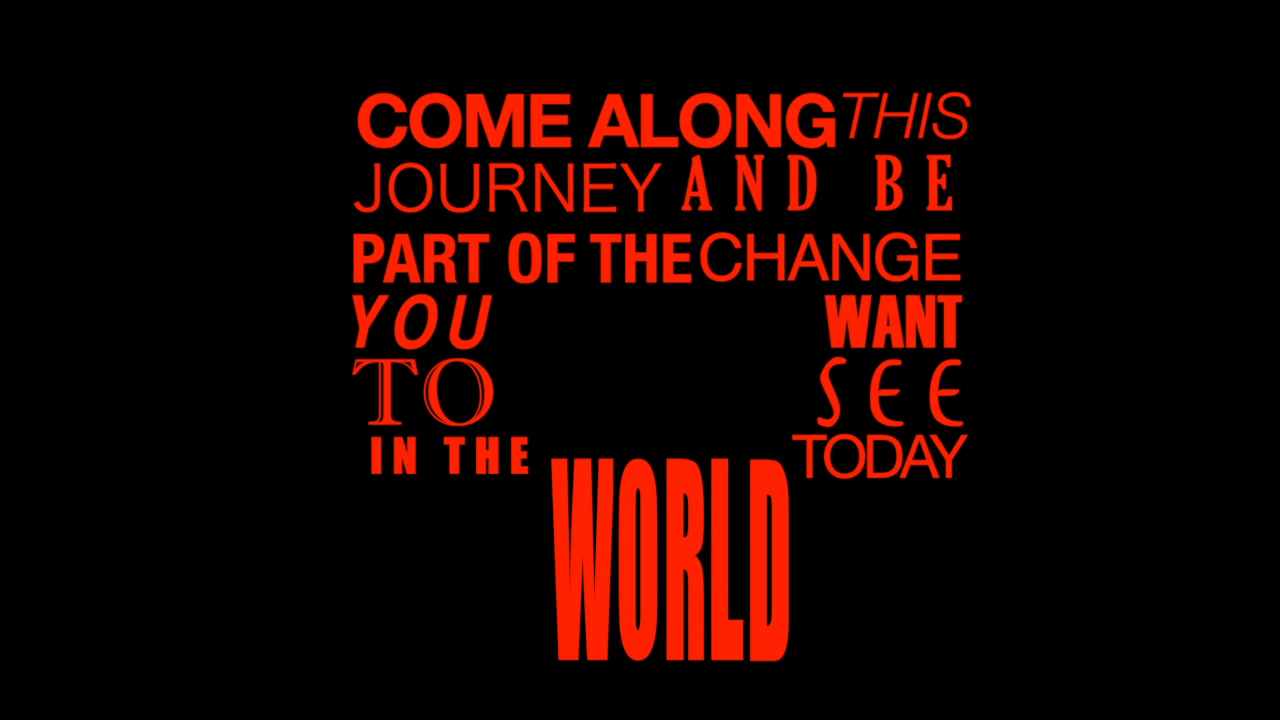 COME ALONG THIS
JOURNEY AND BE
PART OF THE CHANGE
YOU WANT
TO SEE
IN THE WORLD TODAY